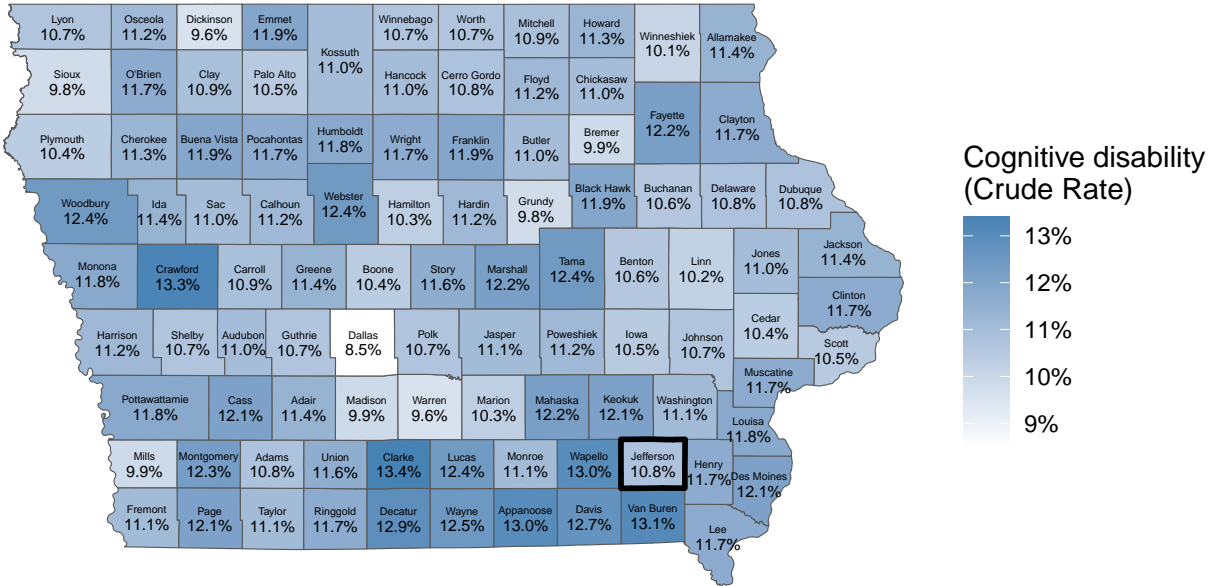 Lyon
10.7%
Osceola
11.2%
Dickinson
9.6%
Emmet
11.9%
Kossuth
11.0%
Winnebago
10.7%
Worth
10.7%
Mitchell
10.9%
Howard
11.3%
Winneshiek
10.1%
Allamakee
11.4%
Sioux
9.8%
O'Brien
11.7%
Clay
10.9%
Palo Alto
10.5%
Hancock
11.0%
Cerro Gordo
10.8%
Floyd
11.2%
Chickasaw
11.0%
Fayette
12.2%
Clayton
11.7%
Plymouth
10.4%
Cherokee
11.3%
Buena Vista
11.9%
Pocahontas
11.7%
Humboldt
11.8%
Wright
11.7%
Franklin
11.9%
Butler
11.0%
Bremer
9.9%
Woodbury
12.4%
Ida
11.4%
Sac
11.0%
Calhoun
11.2%
Webster
12.4%
Hamilton
10.3%
Hardin
11.2%
Grundy
9.8%
Black Hawk
11.9%
Buchanan
10.6%
Delaware
10.8%
Dubuque
10.8%
Monona
11.8%
Crawford
13.3%
Carroll
10.9%
Greene
11.4%
Boone
10.4%
Story
11.6%
Marshall
12.2%
Tama
12.4%
Benton
10.6%
Linn
10.2%
Jones
11.0%
Jackson
11.4%
Clinton
11.7%
Harrison
11.2%
Shelby
10.7%
Audubon
11.0%
Guthrie
10.7%
Dallas
8.5%
Polk
10.7%
Jasper
11.1%
Poweshiek
11.2%
Iowa
10.5%
Johnson
10.7%
Cedar
10.4%
Scott
10.5%
Muscatine
11.7%
Pottawattamie
11.8%
Cass
12.1%
Adair
11.4%
Madison
9.9%
Warren
9.6%
Marion
10.3%
Mahaska
12.2%
Keokuk
12.1%
Washington
11.1%
Louisa
11.8%
Mills
9.9%
Montgomery
12.3%
Adams
10.8%
Union
11.6%
Clarke
13.4%
Lucas
12.4%
Monroe
11.1%
Wapello
13.0%
Jefferson
10.8%
Henry
11.7%
Des Moines
12.1%
Fremont
11.1%
Page
12.1%
Taylor
11.1%
Ringgold
11.7%
Decatur
12.9%
Wayne
12.5%
Appanoose
13.0%
Davis
12.7%
Van Buren
13.1%
Lee
11.7%
Cognitive disability
(Crude Rate)
13%
12%
11%
10%
9%